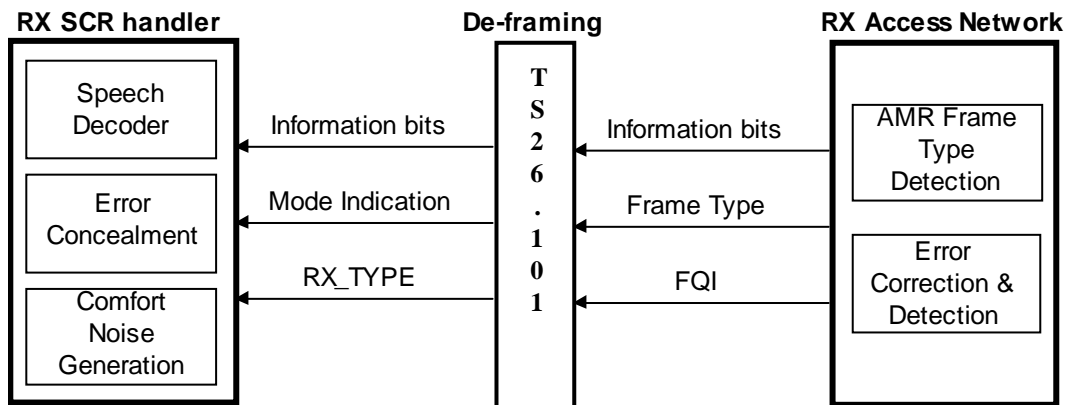 RX SCR handler
De-framing
RX Access Network
Speech
Decoder
Error
Concealment
Comfort
Noise
Generation
Information bits
Mode Indication
RX_TYPE
T
S
2
6
.
1
0
1
Information bits
Frame Type
FQI
AMR Frame
Type
Detection
Error
Correction &
Detection